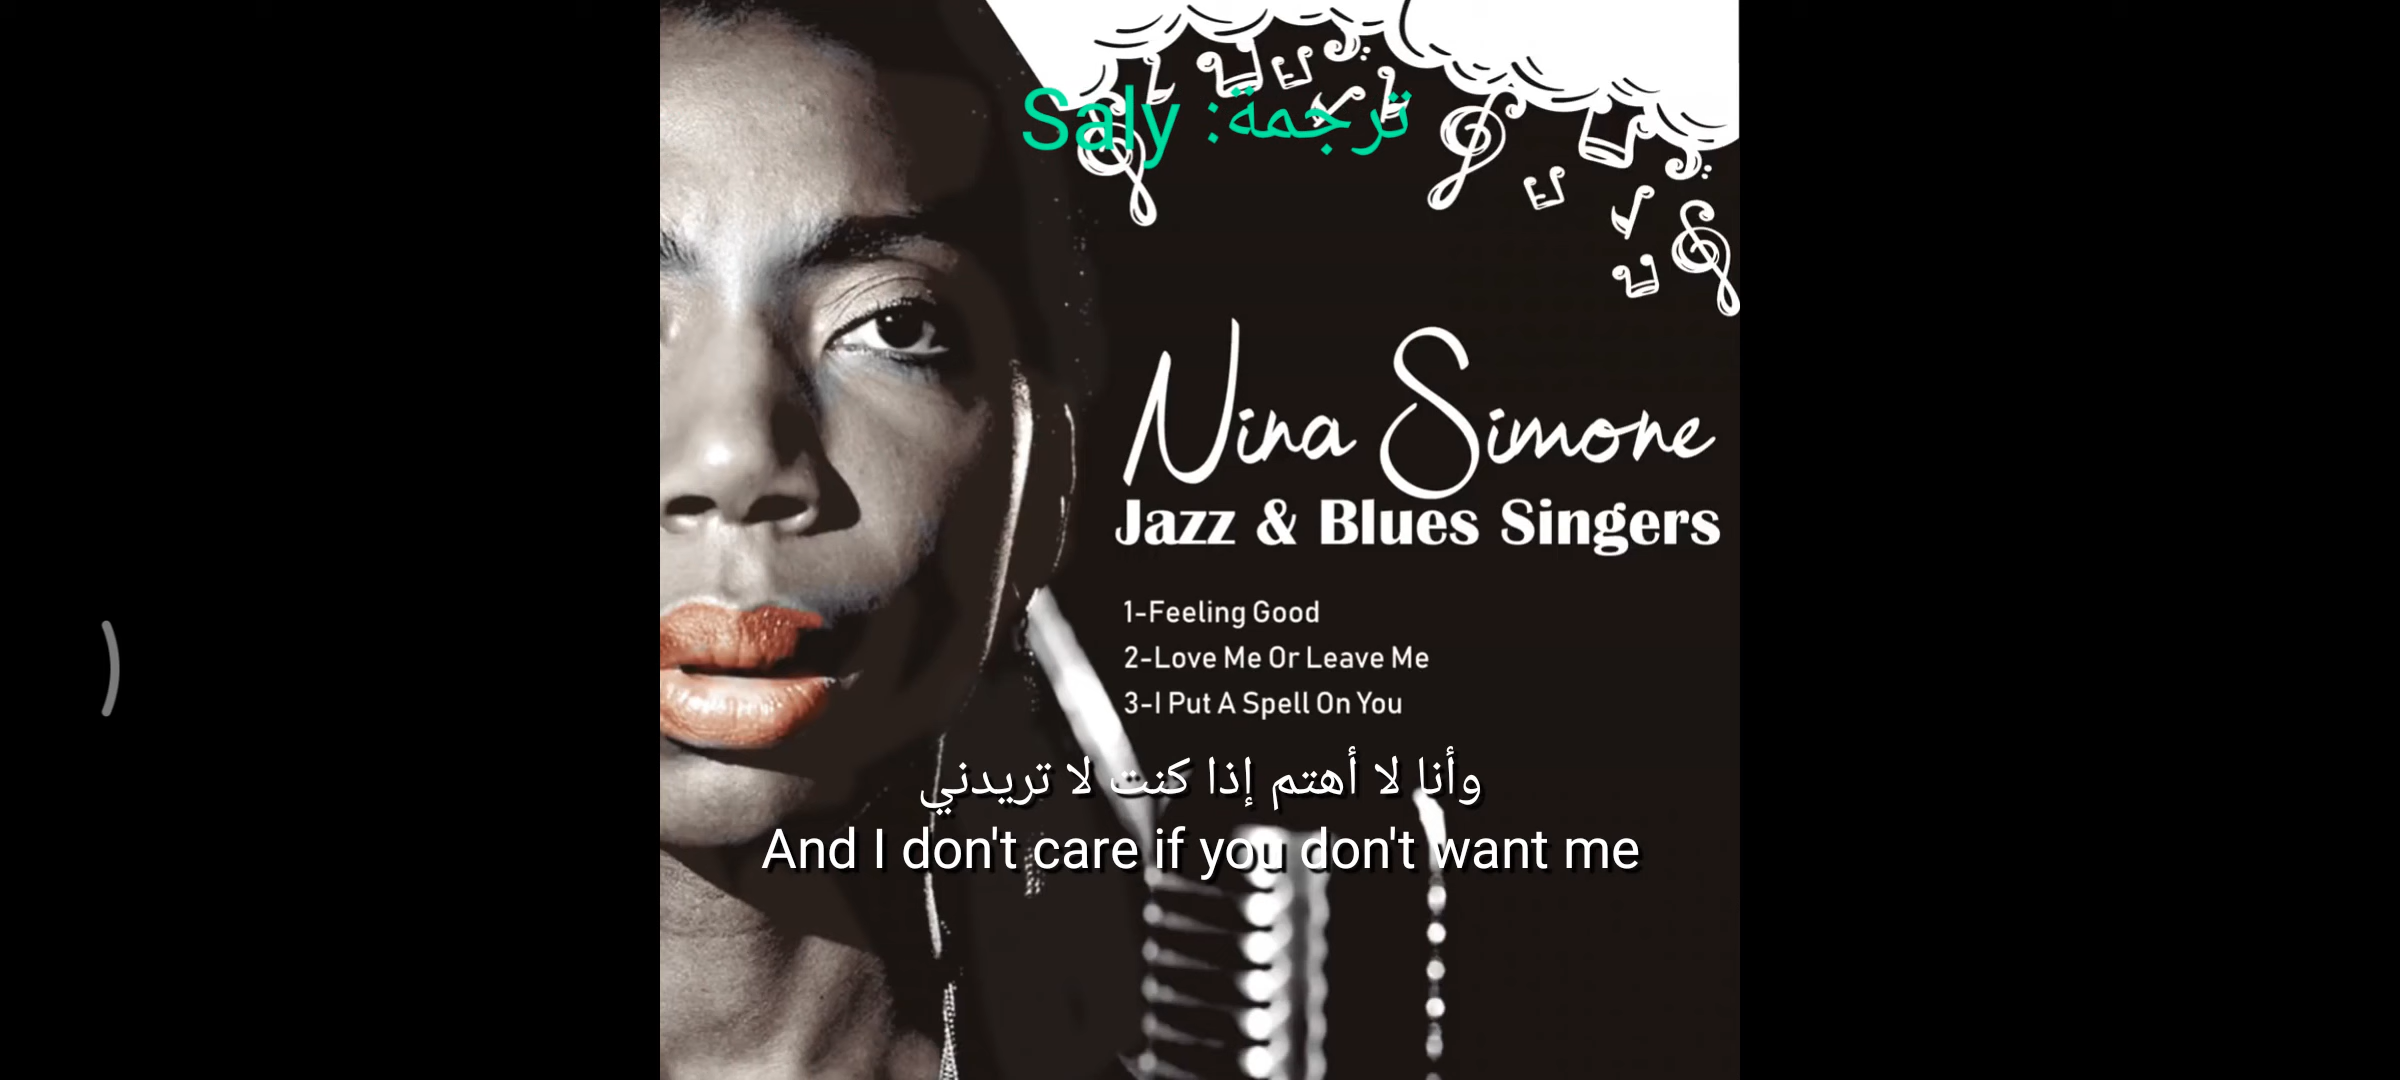 ترجمة: Saly
Nina Simone
Jazz & Blues Singers
1-Feeling Good
2-Love Me Or Leave Me
3-I Put A Spell On You
وأنا لا أهتم إذا كنت لا تريدني
And I don't care if you don't want me